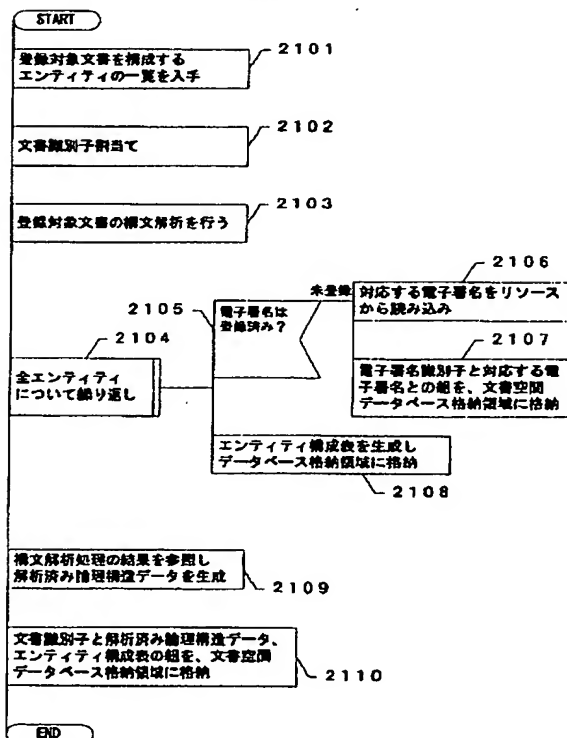 START
2101
登録対象文書を構成する
エンティティの一覧を入手
2102
文書識別子割当て
2103
登録対象文書の構文解析を行う
2104
全エンティティ
について繰り返し
2105
電子署名は
登録済み？
未登録
2106
対応する電子署名をリソース
から読み込み
2107
電子署名識別子と対応する電
子署名との組を、文書空間
データベース格納領域に格納
エンティティ構成表を生成し
データベース格納領域に格納
2108
構文解析処理の結果を参照し
解析済み論理構造データを生成
2109
文書識別子と解析済み論理構造データ、
エンティティ構成表の組を、文書空間
データベース格納領域に格納
2110
END